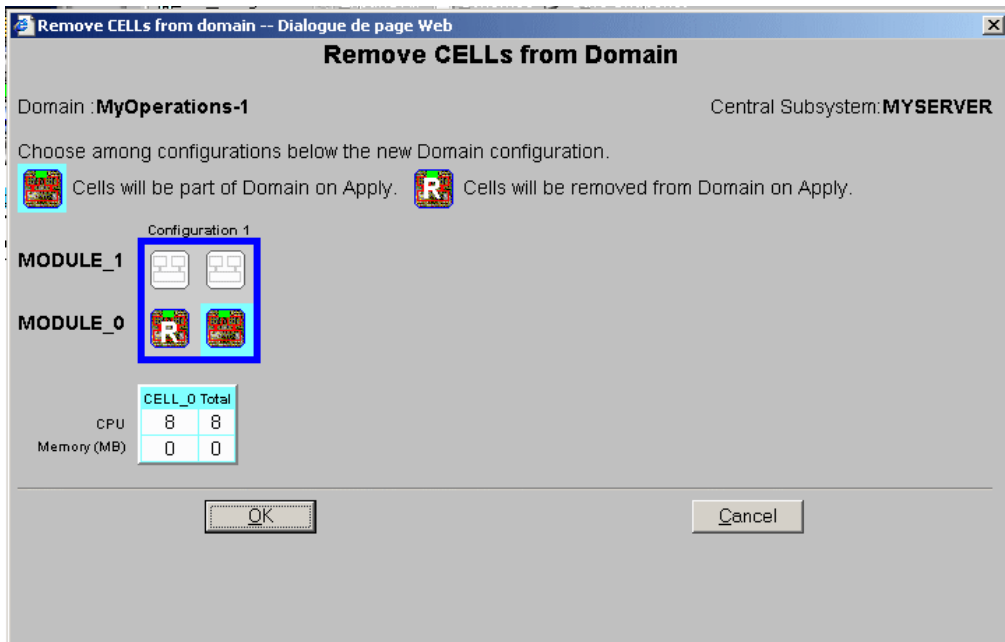 Remove CELLs from domain -- Dialogue de page Web
Remove CELLs from Domain
Domain :MyOperations-1 Central Subsystem:MYSERVER
Choose among configurations below the new Domain configuration.
Cells will be part of Domain on Apply. R Cells will be removed from Domain on Apply.
Configuration 1
MODULE_1
MODULE_0 R
CELL_0 Total
CPU 8 8
Memory (MB) 0 0
OK Cancel